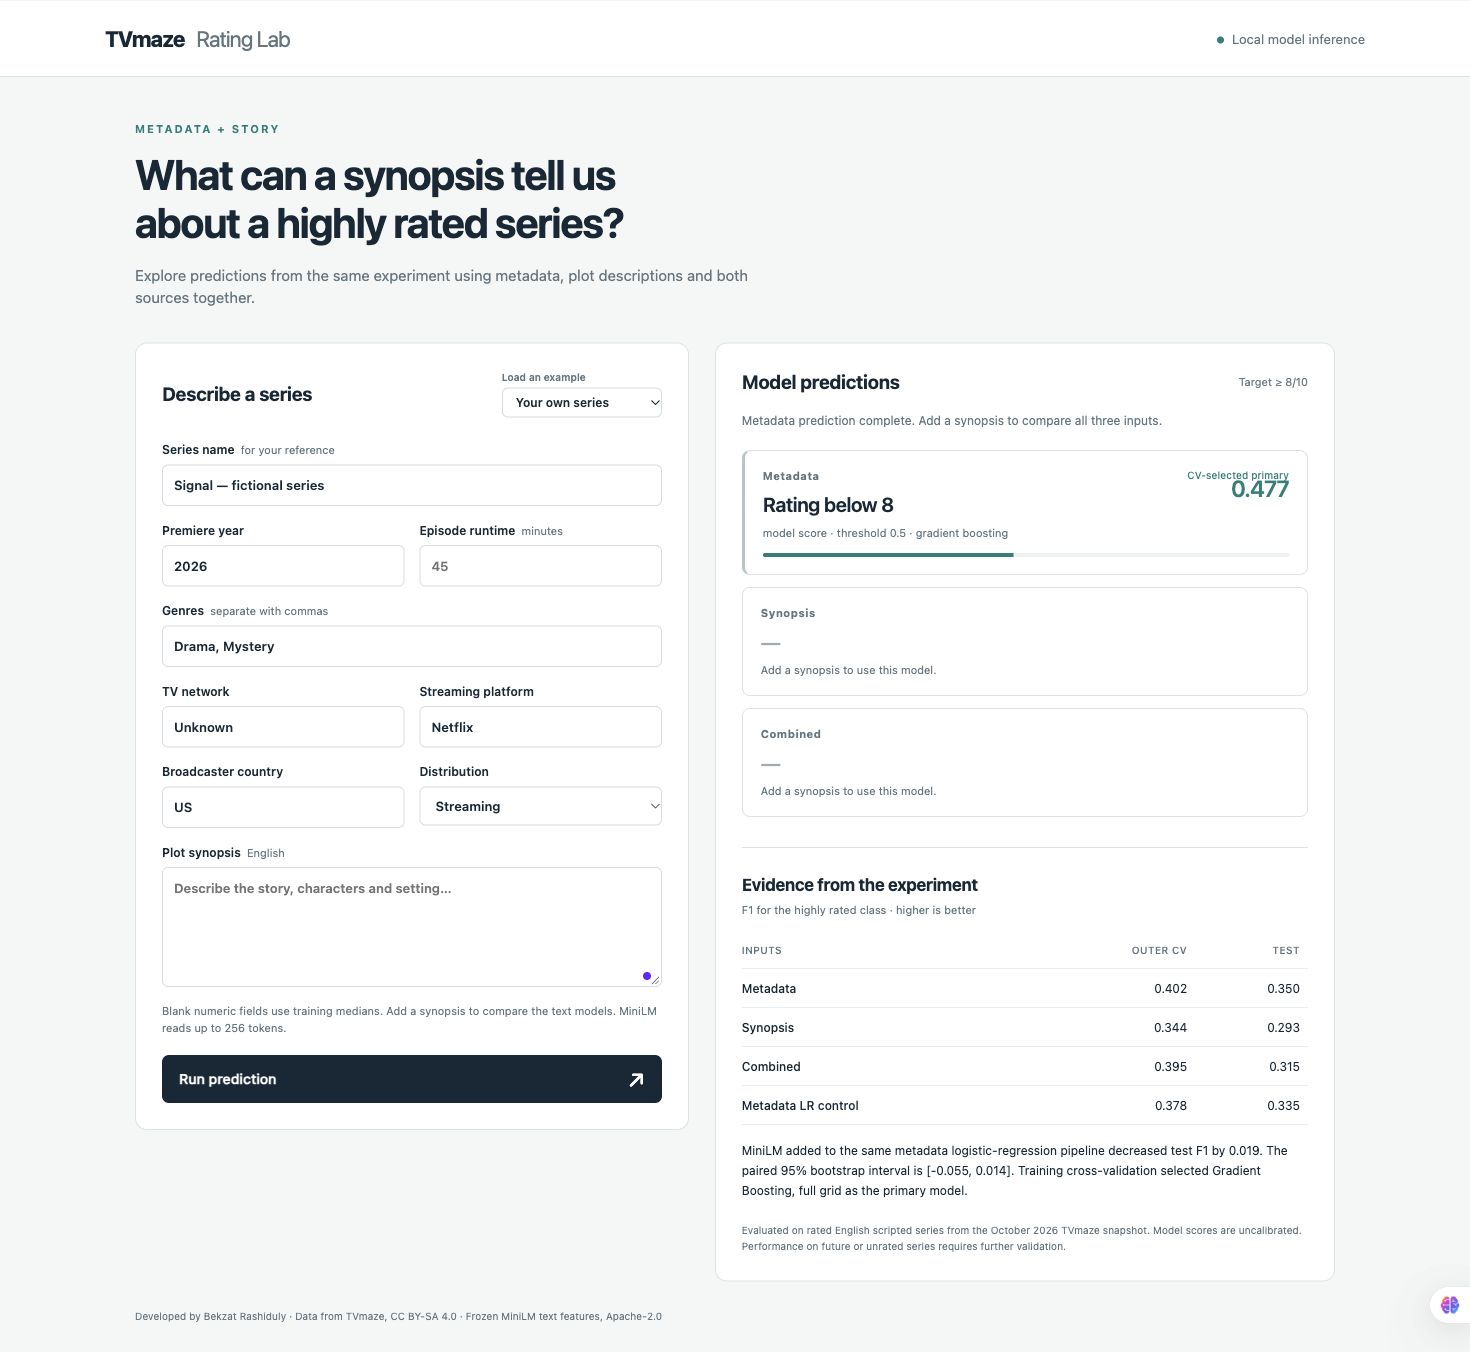 TVmaze Rating Lab
Local model inference
METADATA + STORY
What can a synopsis tell us
about a highly rated series?
Explore predictions from the same experiment using metadata, plot descriptions and both
sources together.
Describe a series
Load an example
Your own series
Series name for your reference
Signal — fictional series
Premiere year
2026
Episode runtime minutes
45
Genres separate with commas
Drama, Mystery
TV network
Unknown
Streaming platform
Netflix
Broadcaster country
US
Distribution
Streaming
Plot synopsis English
Describe the story, characters and setting...
Blank numeric fields use training medians. Add a synopsis to compare the text models. MiniLM
reads up to 256 tokens.
Run prediction
Model predictions
Target ≥ 8/10
Metadata prediction complete. Add a synopsis to compare all three inputs.
Metadata
CV-selected primary
0.477
Rating below 8
model score · threshold 0.5 · gradient boosting
Synopsis
—
Add a synopsis to use this model.
Combined
—
Add a synopsis to use this model.
Evidence from the experiment
F1 for the highly rated class · higher is better
INPUTS OUTER CV TEST
Metadata 0.402 0.350
Synopsis 0.344 0.293
Combined 0.395 0.315
Metadata LR control 0.378 0.335
MiniLM added to the same metadata logistic-regression pipeline decreased test F1 by 0.019. The
paired 95% bootstrap interval is [-0.055, 0.014]. Training cross-validation selected Gradient
Boosting, full grid as the primary model.
Evaluated on rated English scripted series from the October 2026 TVmaze snapshot. Model scores are uncalibrated.
Performance on future or unrated series requires further validation.
Developed by Bekzat Rashiduly · Data from TVmaze, CC BY-SA 4.0 · Frozen MiniLM text features, Apache-2.0